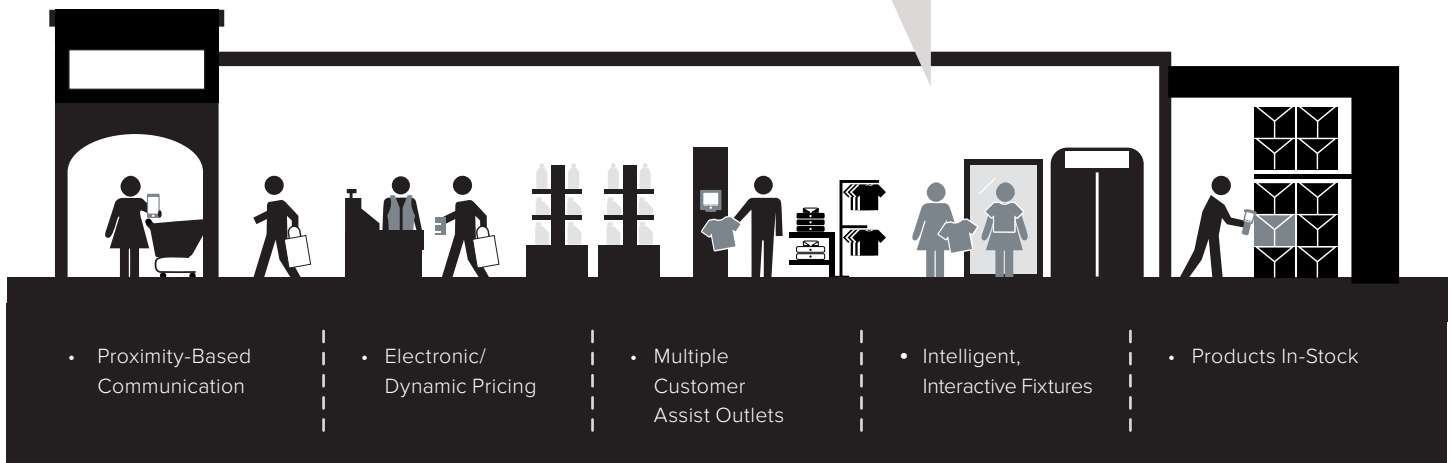 • Proximity-Based
Communication
• Electronic/
Dynamic Pricing
• Multiple
Customer
Assist Outlets
• Intelligent,
Interactive Fixtures
• Products In-Stock